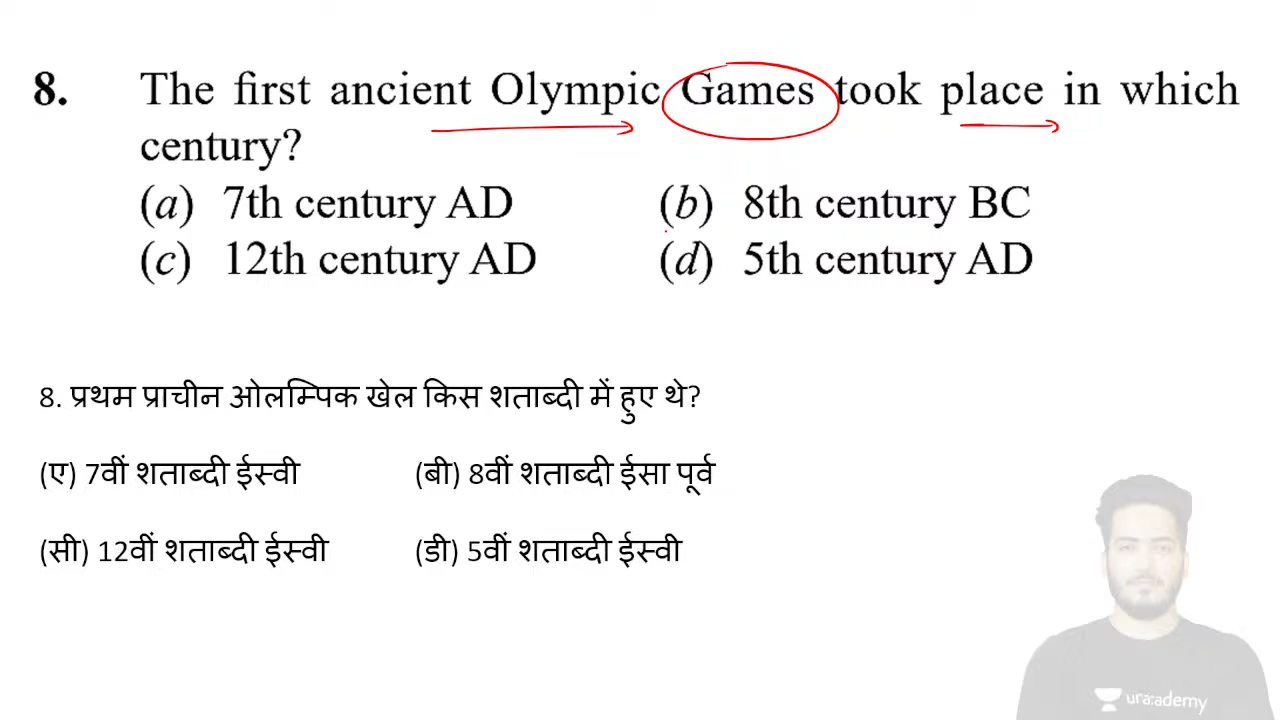 8. The first ancient Olympic Games took place in which
century?
(a) 7th century AD (b) 8th century BC
(c) 12th century AD (d) 5th century AD
8. प्रथम प्राचीन ओलम्पिक खेल किस शताब्दी में हुए थे?
(ए) 7वीं शताब्दी ईस्वी (बी) 8वीं शताब्दी ईसा पूर्व
(सी) 12वीं शताब्दी ईस्वी (डी) 5वीं शताब्दी ईस्वी